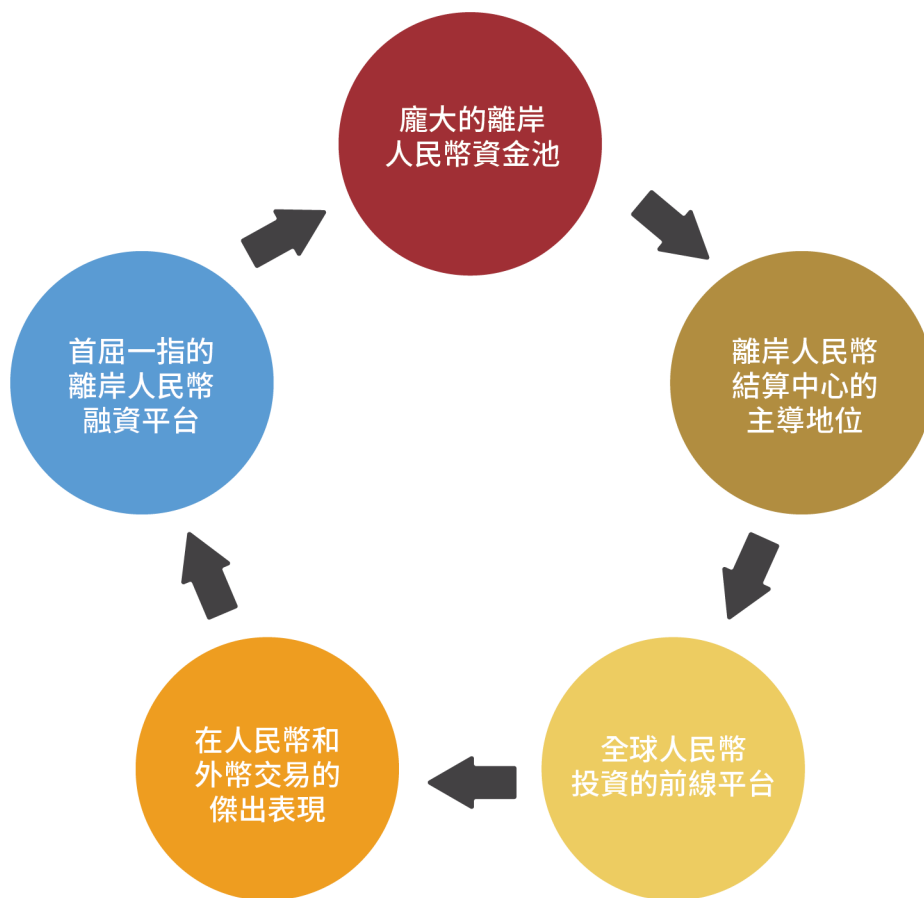 龐大的離岸
人民幣資金池
離岸人民幣
結算中心的
主導地位
全球人民幣
投資的前線平台
在人民幣和
外幣交易的
傑出表現
首屈一指的
離岸人民幣
融資平台